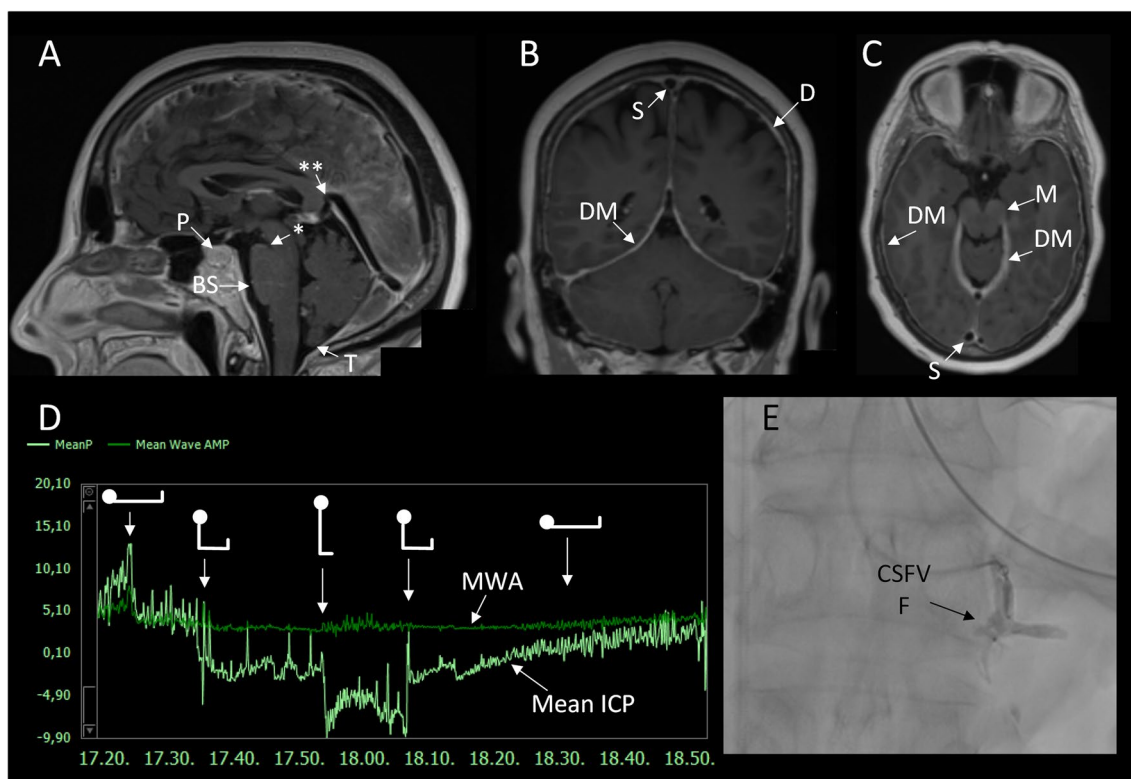 A
**
P
*
BS
T
B
S
D
DM
C
M
DM
DM
S
D
MeanP
Mean Wave AMP
20,10
15,10
10,10
5,10
0,10
-4,90
-9,90
MWA
Mean ICP
17.20. 17.30. 17.40. 17.50. 18.00. 18.10. 18.20. 18.30. 18.40. 18.50.
E
CSFV
F